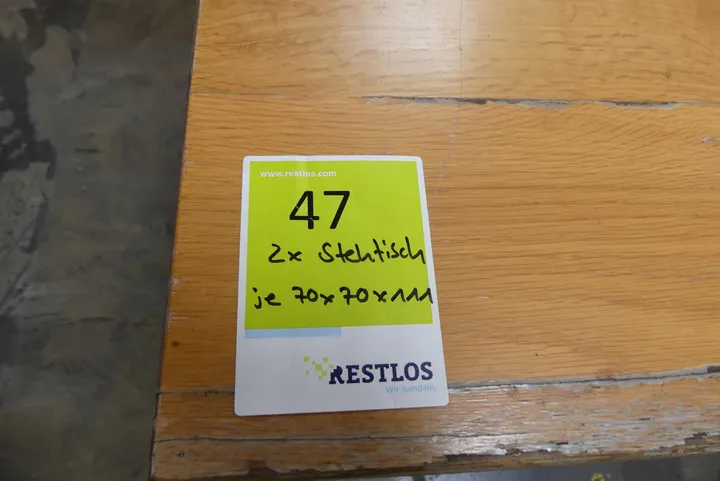 www.restlos.com
47
2x Stehtisch
je 70x70x111
RESTLOS
Wir handeln